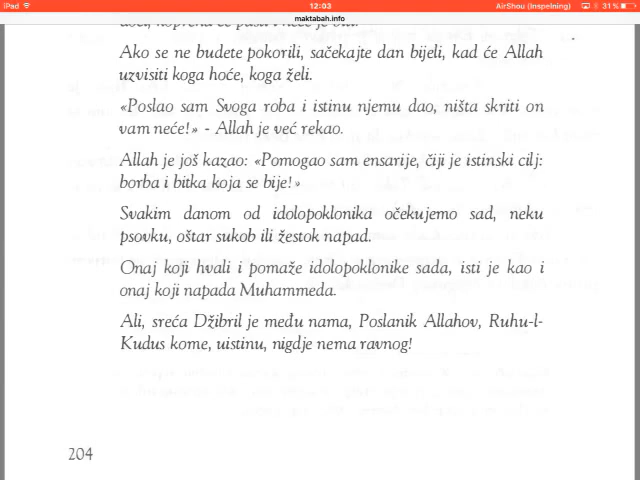 iPad
12:03
AirShou (Inspelning)
31 %
maktabah.info
Ako se ne budete pokorili, sačekajte dan bijeli, kad će Allah
uzvisiti koga hoće, koga želi.
«Poslao sam Svoga roba i istinu njemu dao, ništa skriti on
vam neće!» - Allah je već rekao.
Allah je još kazao: «Pomogao sam ensarije, čiji je istinski cilj:
borba i bitka koja se bije!»
Svakim danom od idolopoklonika očekujemo sad, neku
psovku, oštar sukob ili žestok napad.
Onaj koji hvali i pomaže idolopoklonike sada, isti je kao i
onaj koji napada Muhammeda.
Ali, sreća Džibril je među nama, Poslanik Allahov, Ruhu-l-
Kudus kome, uistinu, nigdje nema ravnog!
204